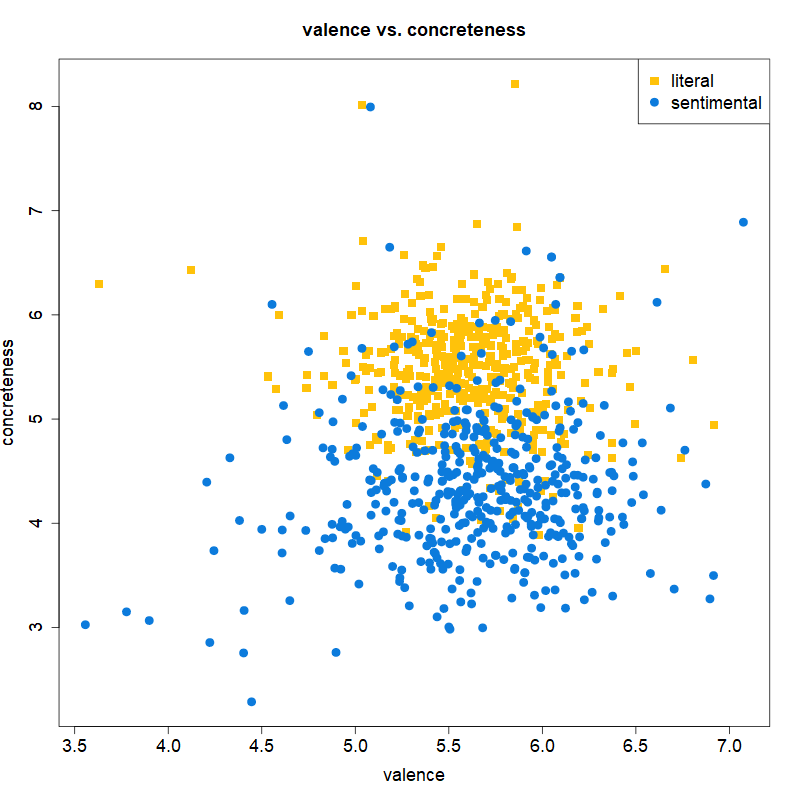 valence vs. concreteness
literal
sentimental
concreteness
8
7
6
5
4
3
3.5 4.0 4.5 5.0 5.5 6.0 6.5 7.0
valence